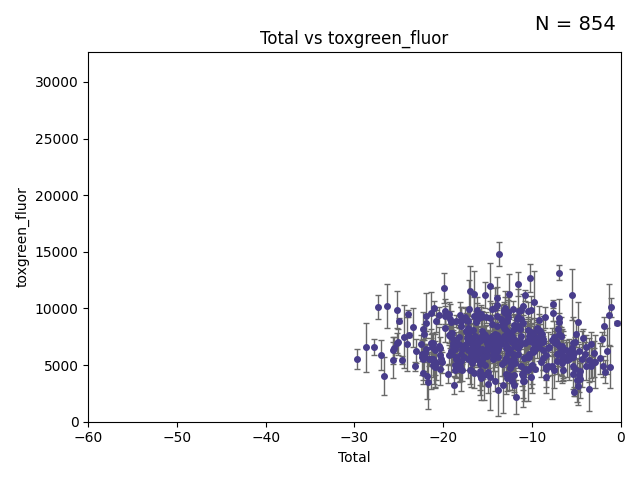 N = 854
Total vs toxgreen_fluor
30000
25000
20000
15000
10000
5000
0
toxgreen_fluor
−60 −50 −40 −30 −20 −10 0
Total